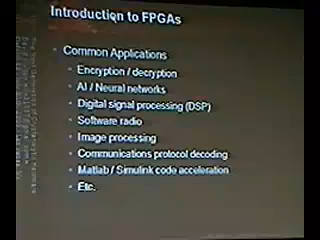 Introduction to FPGAs
Common Applications
Encryption / decryption
AI / Neural networks
Digital signal processing (DSP)
Software radio
Image processing
Communications protocol decoding
Matlab / Simulink code acceleration
Etc.